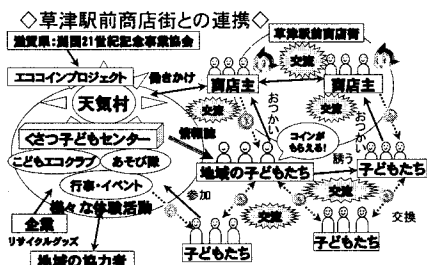 ◇草津駅前商店街との連携◇
滋賀県:湖国21世紀記念事業協会
草津駅前商店街
エココインプロジェクト
働きかけ
天気村
商店主
交流
商店主
交流
交流
くさつ子どもセンター
情報誌
おつかい
コインが
もらえる!
おつかい
こどもエコクラブ
あそび隊
地域の子どもたち
誘う
子どもたち
行事・イベント
様々な体験活動
参加
交流
交流
交換
企業
リサイクルグッズ
子どもたち
子どもたち
地域の協力者